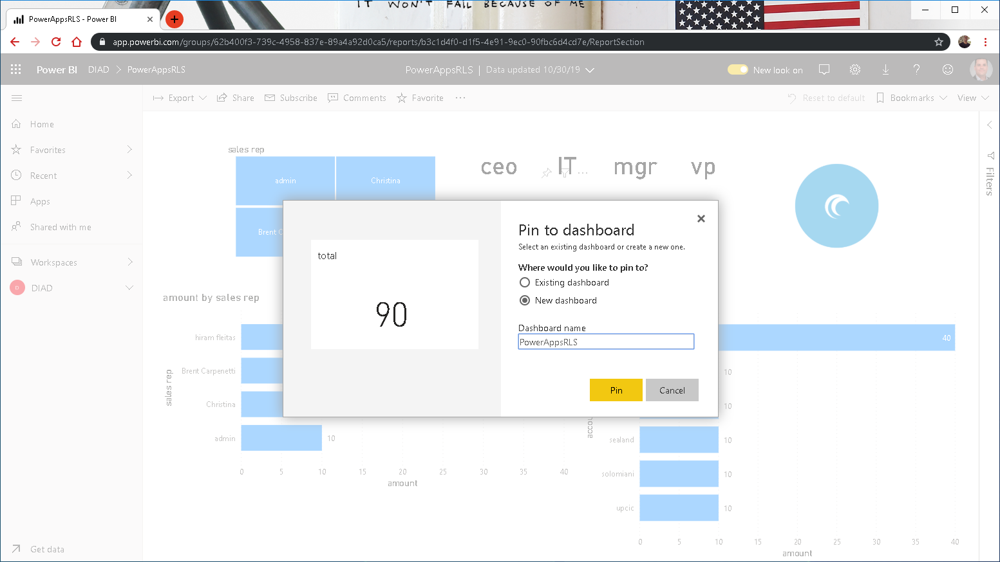 IT WON'T FAIL BECAUSE OF ME
PowerAppsRLS - Power BI
app.powerbi.com/groups/62b400f3-739c-4958-837e-89a4a92d0ca5/reports/b3c1d4f0-d1f5-4e91-9ec0-90fbc6d4cd7e/ReportSection
Power BI DIAD PowerAppsRLS
PowerAppsRLS | Data updated 10/30/19
New look on
Export Share Subscribe Comments Favorite
Reset to default Bookmarks View
Home
Favorites
Recent
Apps
Shared with me
Workspaces
D DIAD
Get data
Filters
sales rep
admin Christina
Brent C
ceo IT... mgr vp
total
90
Pin to dashboard
Select an existing dashboard or create a new one.
Where would you like to pin to?
Existing dashboard
New dashboard
Dashboard name
PowerAppsRLS
Pin Cancel
amount by sales rep
sales rep
hiram fleitas
Brent Carpenetti
Christina
admin 10
0 5 10 15 20 25 30 35 40
amount
accou
40
10
10
sealand 10
solomiani 10
upcic 10
0 5 10 15 20 25 30 35 40
amount